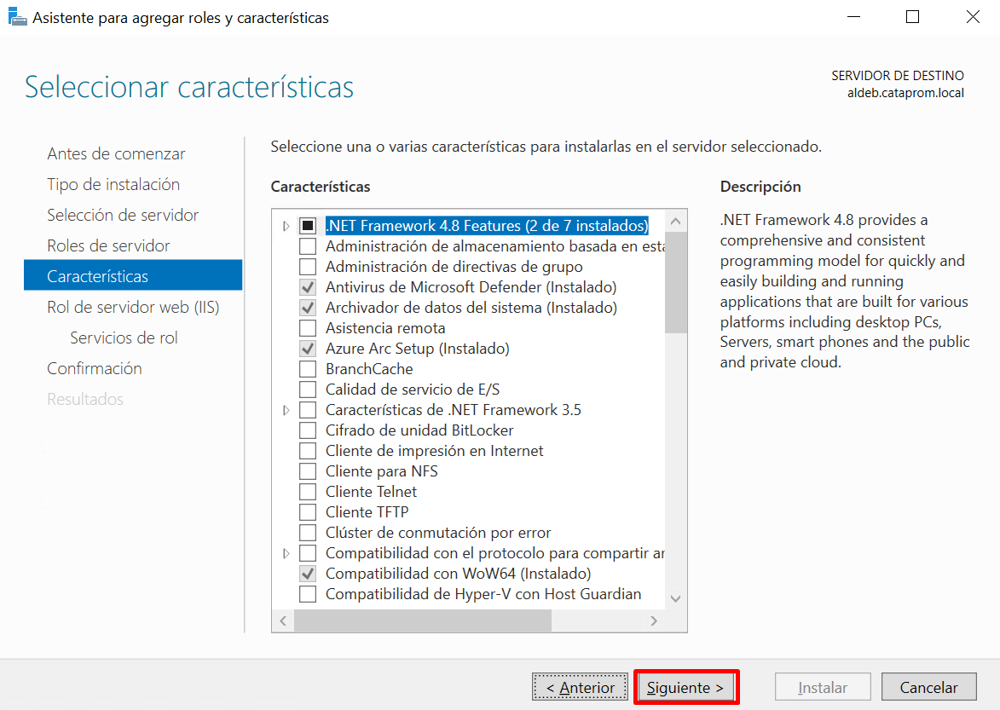 Asistente para agregar roles y características
Seleccionar características
SERVIDOR DE DESTINO
aldeb.cataprom.local
Antes de comenzar
Tipo de instalación
Selección de servidor
Roles de servidor
Características
Rol de servidor web (IIS)
Servicios de rol
Confirmación
Resultados
Seleccione una o varias características para instalarlas en el servidor seleccionado.
Características
.NET Framework 4.8 Features (2 de 7 instalados)
Administración de almacenamiento basada en está
Administración de directivas de grupo
Antivirus de Microsoft Defender (Instalado)
Archivador de datos del sistema (Instalado)
Asistencia remota
Azure Arc Setup (Instalado)
BranchCache
Calidad de servicio de E/S
Características de .NET Framework 3.5
Cifrado de unidad BitLocker
Cliente de impresión en Internet
Cliente para NFS
Cliente Telnet
Cliente TFTP
Clúster de conmutación por error
Compatibilidad con el protocolo para compartir ar
Compatibilidad con WoW64 (Instalado)
Compatibilidad de Hyper-V con Host Guardian
Descripción
.NET Framework 4.8 provides a
comprehensive and consistent
programming model for quickly and
easily building and running
applications that are built for various
platforms including desktop PCs,
Servers, smart phones and the public
and private cloud.
< Anterior
Siguiente >
Instalar
Cancelar